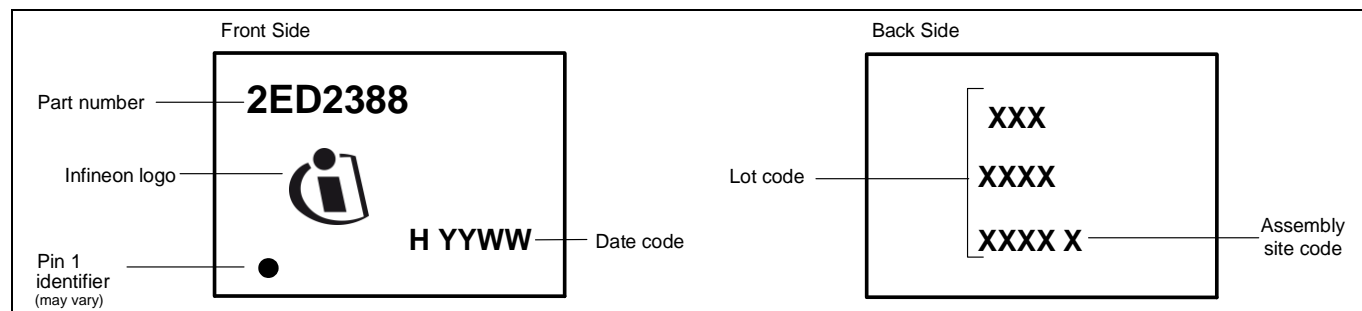 Front Side
Part number
2ED2388
Infineon logo
H YYWW
Date code
Pin 1
identifier
(may vary)
Back Side
XXX
Lot code
XXXX
XXXX X
Assembly
site code